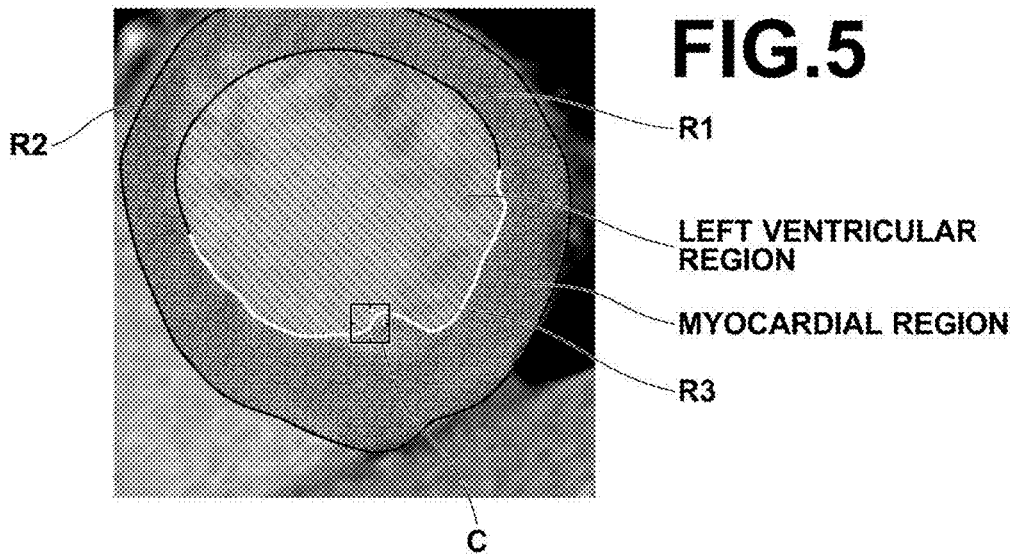 FIG.5
R2
R1
LEFT VENTRICULAR
REGION
MYOCARDIAL REGION
R3
C